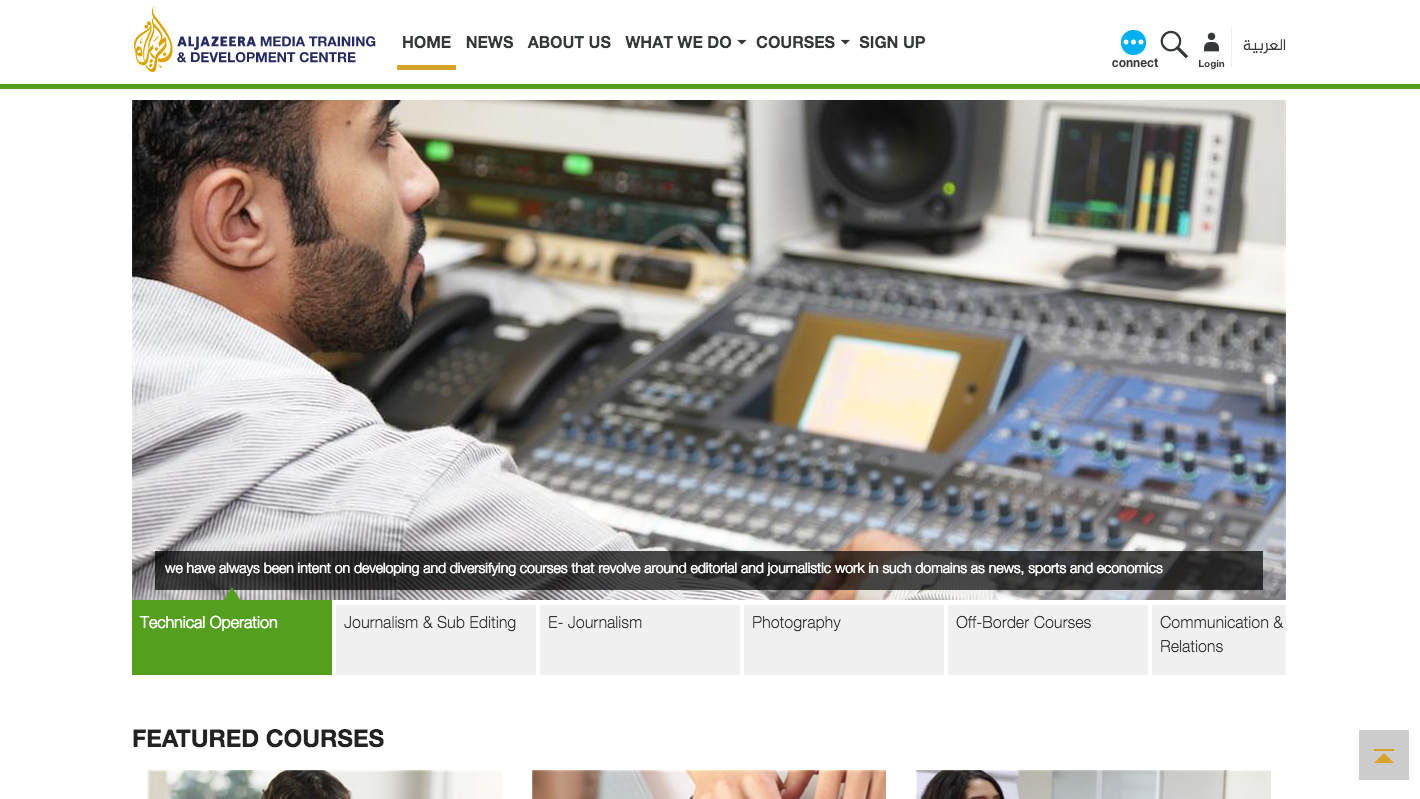 ALJAZEERA MEDIA TRAINING
& DEVELOPMENT CENTRE
HOME NEWS ABOUT US WHAT WE DO COURSES SIGN UP
connect
Login
العربية
we have always been intent on developing and diversifying courses that revolve around editorial and journalistic work in such domains as news, sports and economics
Technical Operation
Journalism & Sub Editing
E- Journalism
Photography
Off-Border Courses
Communication &
Relations
FEATURED COURSES